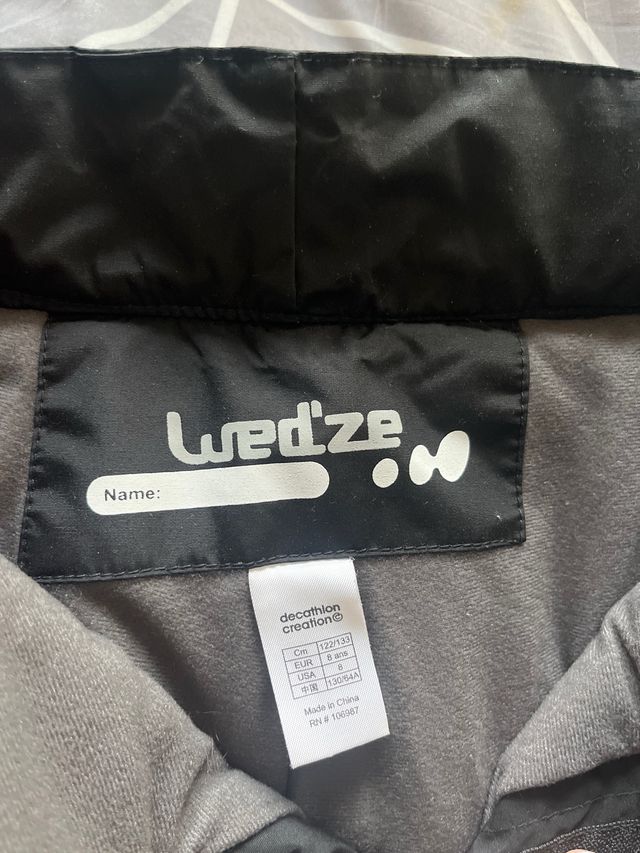 wed'ze
Name:
decathlon
creation©
Cm 122/133
EUR 8 ans
USA 8
中国 130/64A
Made in China
RN # 106987